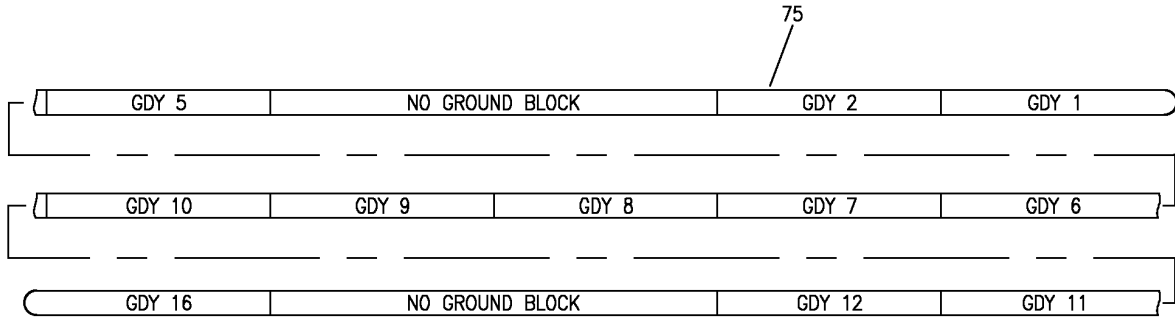 75
GDY 5 NO GROUND BLOCK GDY 2 GDY 1
GDY 10 GDY 9 GDY 8 GDY 7 GDY 6
GDY 16 NO GROUND BLOCK GDY 12 GDY 11